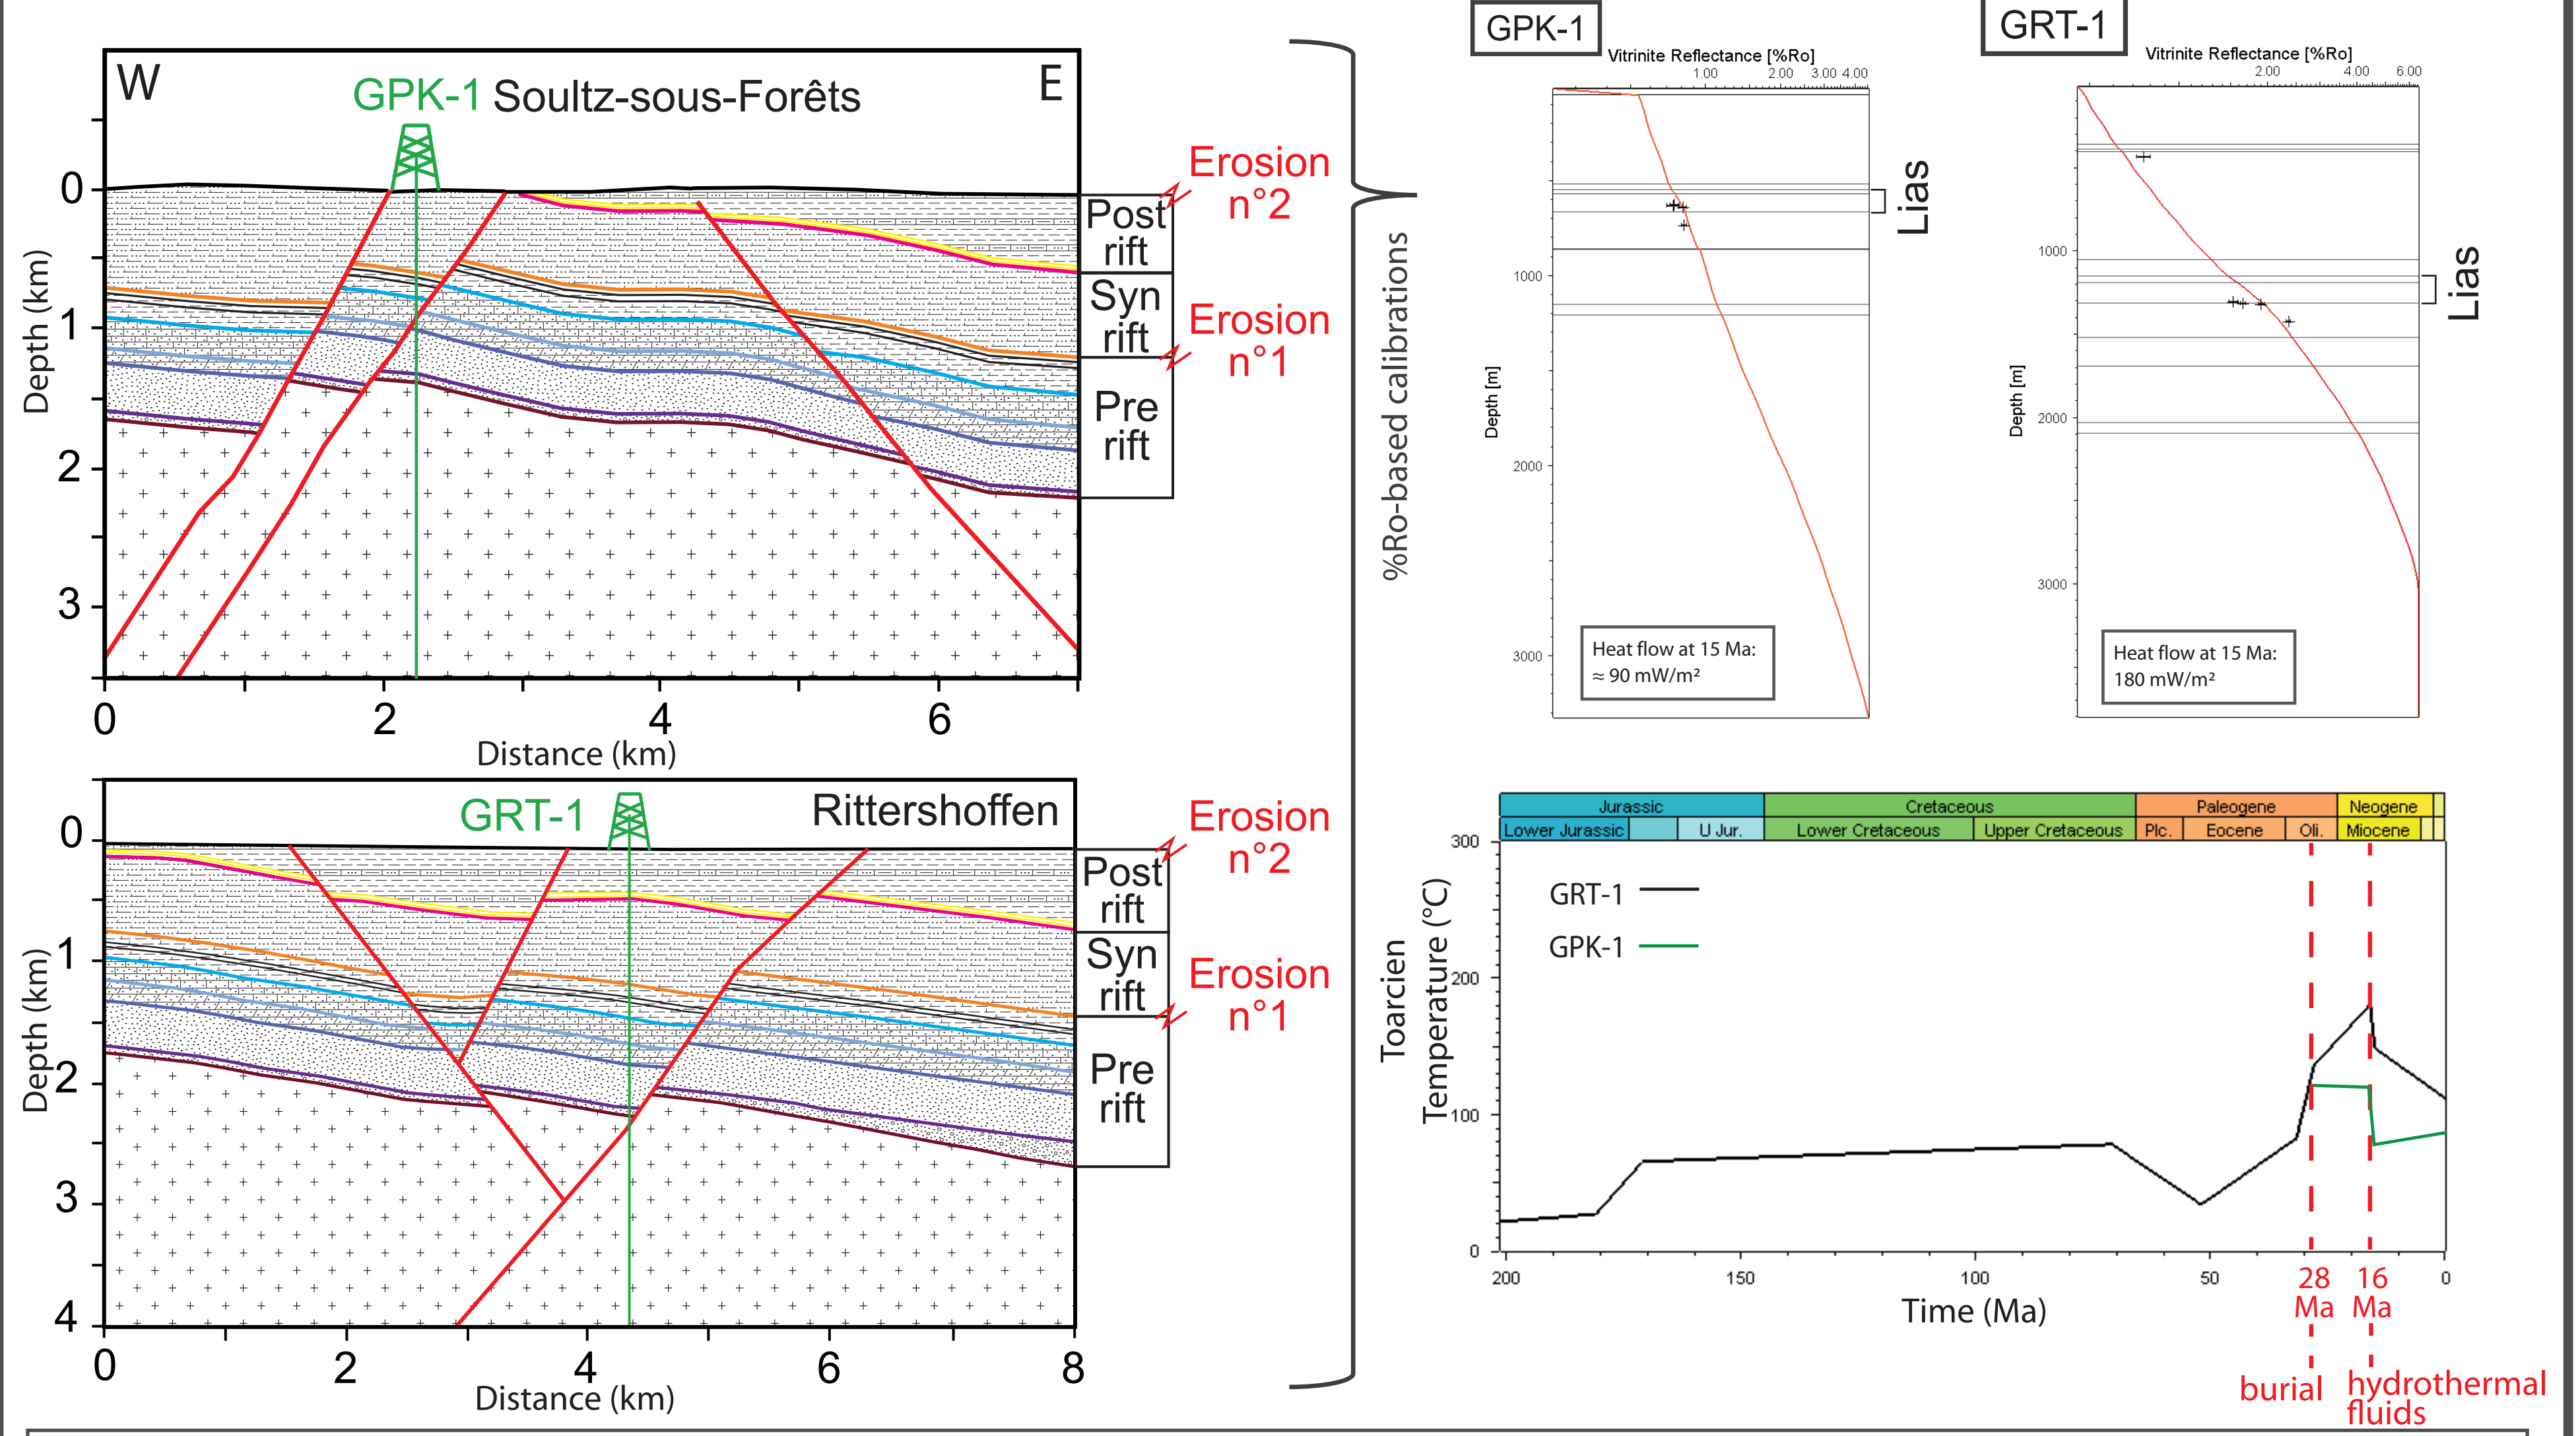 W
GPK-1 Soultz-sous-Forêts
E
0
1
2
3
Depth (km)
0
2
4
6
Distance (km)
Post
rift
Syn
rift
Pre
rift
Erosion
n°2
Erosion
n°1
GRT-1
Rittershoffen
0
1
2
3
4
Depth (km)
0
2
4
6
8
Distance (km)
Post
rift
Syn
rift
Pre
rift
Erosion
n°2
Erosion
n°1
%Ro-based calibrations
GPK-1
Vitrinite Reflectance [%Ro]
1.00 2.00 3.00 4.00
1000
2000
3000
Depth [m]
Lias
Heat flow at 15 Ma:
≈ 90 mW/m²
GRT-1
Vitrinite Reflectance [%Ro]
2.00 4.00 6.00
1000
2000
3000
Depth [m]
Lias
Heat flow at 15 Ma:
180 mW/m²
Jurassic Cretaceous Paleogene Neogene
Lower Jurassic U Jur. Lower Cretaceous Upper Cretaceous Plc. Eocene Oli. Miocene
300
200
100
0
Toarcien
Temperature (°C)
GRT-1
GPK-1
200 150 100 50 0
28
Ma
16
Ma
Time (Ma)
burial
hydrothermal
fluids